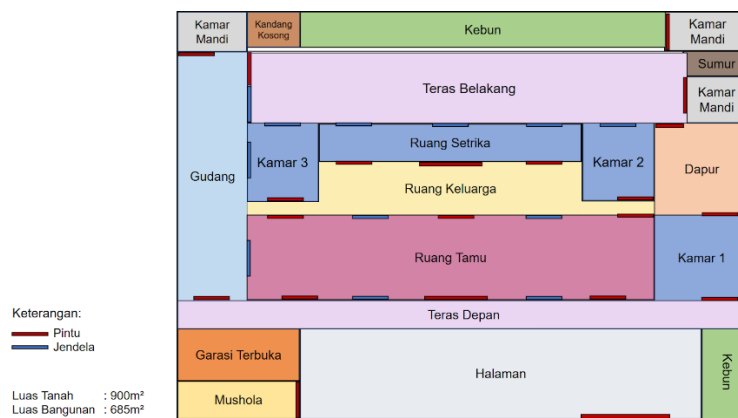 Kamar
Mandi
Kandang
Kosong
Kebun
Kamar
Mandi
Teras Belakang
Sumur
Kamar
Mandi
Gudang
Kamar 3
Ruang Setrika
Kamar 2
Dapur
Ruang Keluarga
Ruang Tamu
Kamar 1
Teras Depan
Garasi Terbuka
Mushola
Halaman
Kebun
Keterangan:
Pintu
Jendela
Luas Tanah : 900m²
Luas Bangunan : 685m²